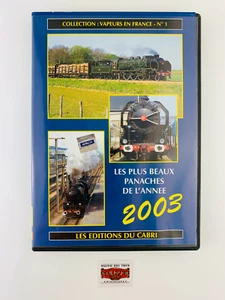 COLLECTION : VAPEURS EN FRANCE - N° 1
LES PLUS BEAUX
PANACHES
DE L'ANNEE
2003
LES EDITIONS DU CABRI